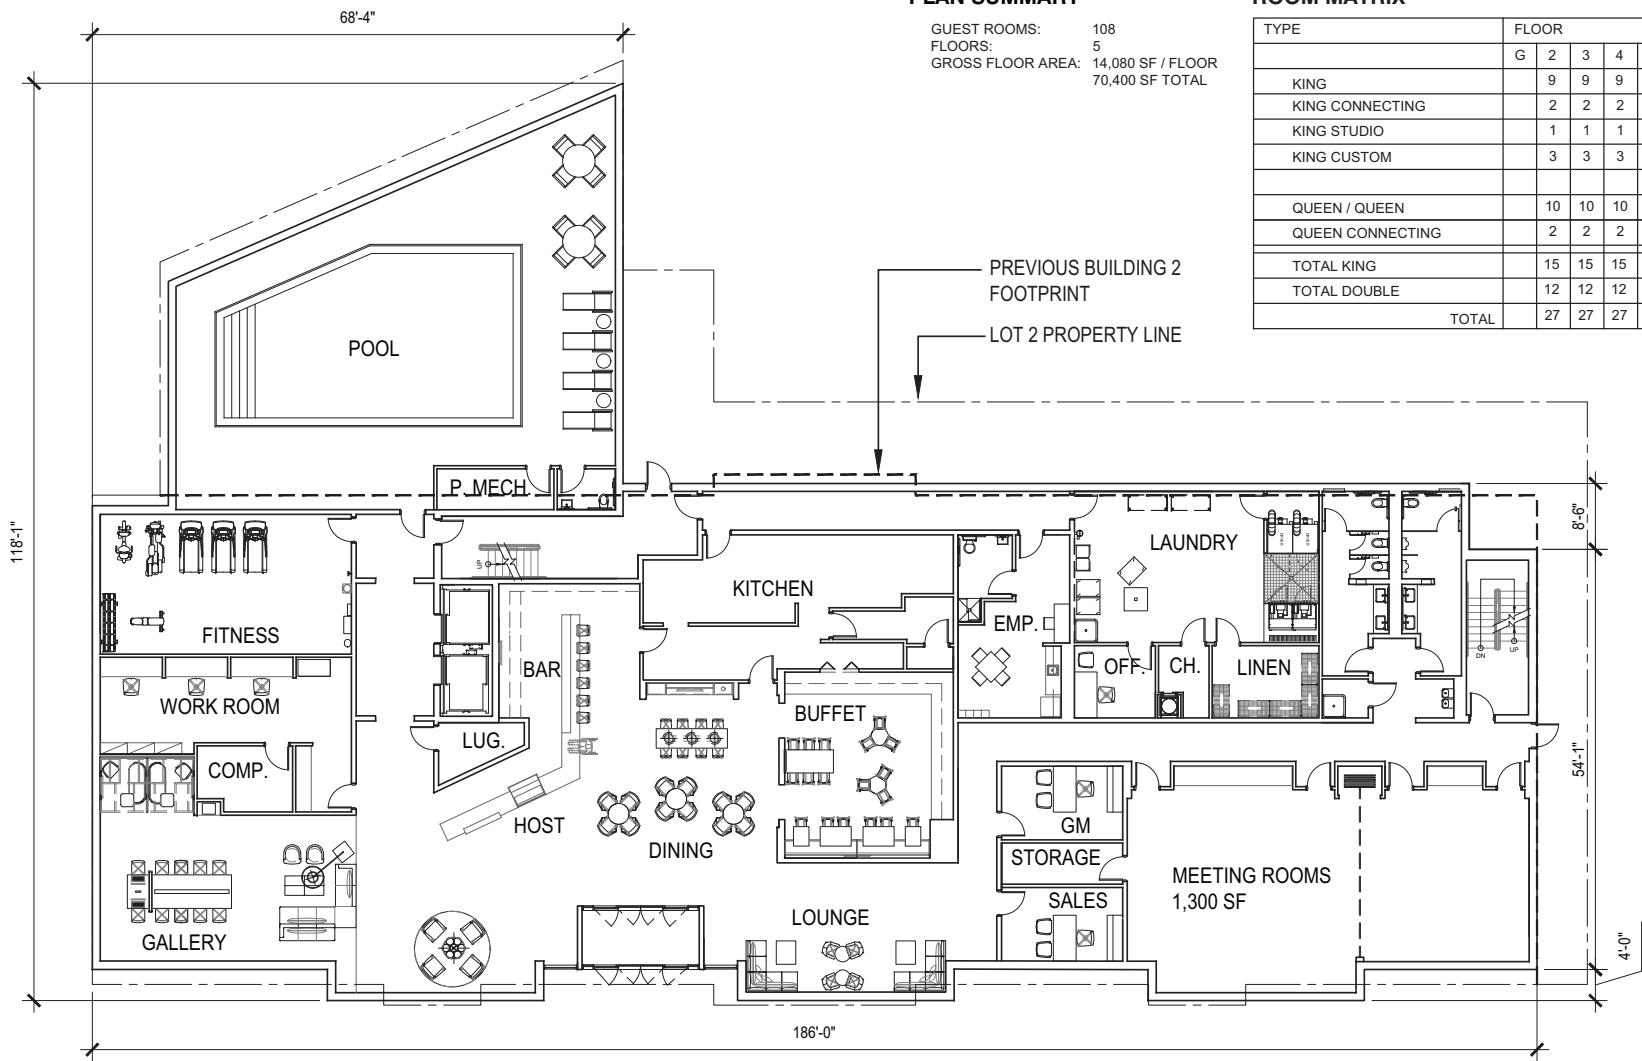 PLAN SUMMARY
GUEST ROOMS: 108
FLOORS: 5
GROSS FLOOR AREA: 14,080 SF / FLOOR
70,400 SF TOTAL
ROOM MATRIX
TYPE FLOOR
G 2 3 4
KING 9 9 9
KING CONNECTING 2 2 2
KING STUDIO 1 1 1
KING CUSTOM 3 3 3
QUEEN / QUEEN 10 10 10
QUEEN CONNECTING 2 2 2
TOTAL KING 15 15 15
TOTAL DOUBLE 12 12 12
TOTAL 27 27 27
68'-4"
118'-1"
PREVIOUS BUILDING 2
FOOTPRINT
LOT 2 PROPERTY LINE
POOL
P. MECH.
8'-6"
UP
LAUNDRY
KITCHEN
FITNESS
EMP.
BAR
OFF.
CH.
LINEN
DN
UP
WORK ROOM
BUFFET
LUG.
COMP.
54'-1"
HOST
GM
DINING
STORAGE
MEETING ROOMS
1,300 SF
SALES
LOUNGE
GALLERY
4'-0"
186'-0"